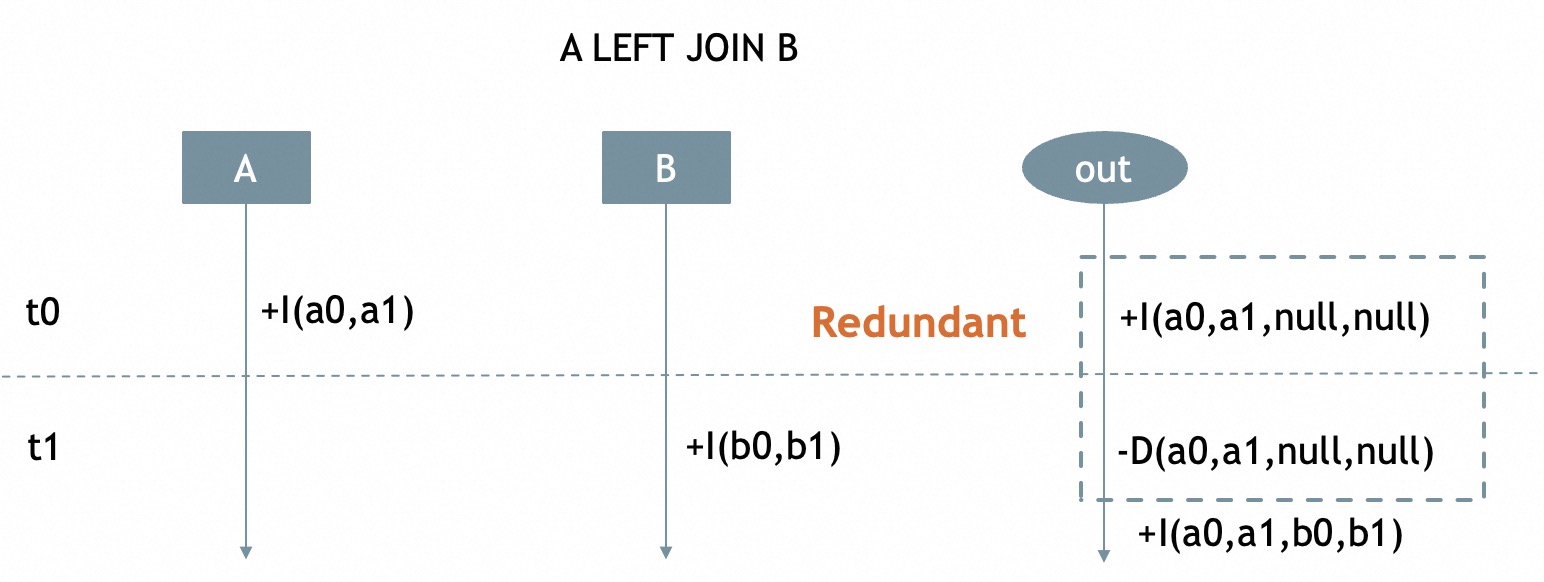 A LEFT JOIN B
A
B
out
t0
+I(a0,a1)
Redundant
+I(a0,a1,null,null)
t1
+I(b0,b1)
-D(a0,a1,null,null)
+I(a0,a1,b0,b1)